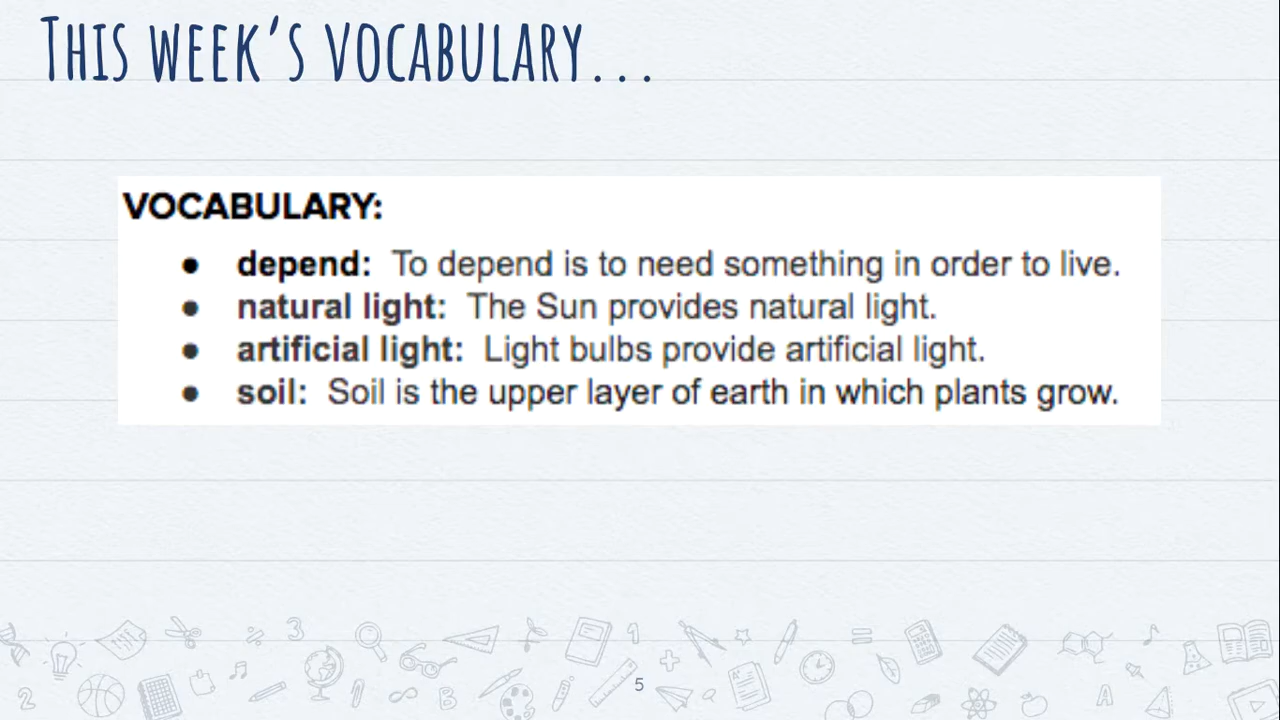 THIS WEEK'S VOCABULARY...
VOCABULARY:
● depend: To depend is to need something in order to live.
● natural light: The Sun provides natural light.
● artificial light: Light bulbs provide artificial light.
● soil: Soil is the upper layer of earth in which plants grow.
5